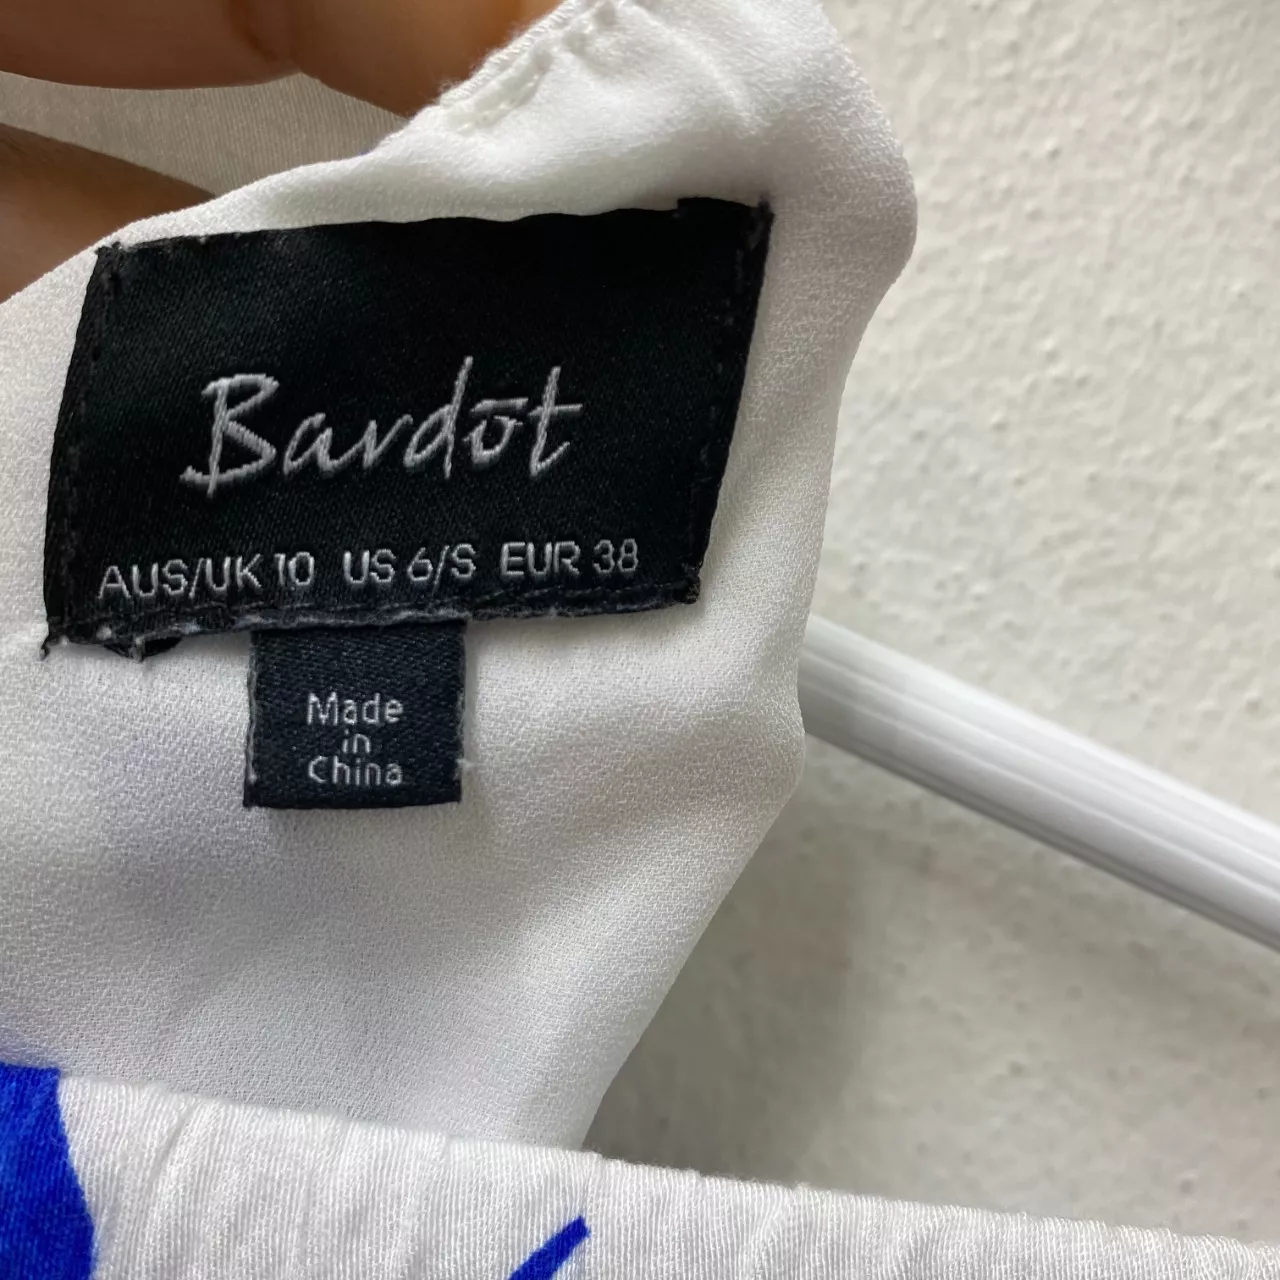 Bardōt
AUS/UK 10 US 6/S EUR 38
Made
in
China